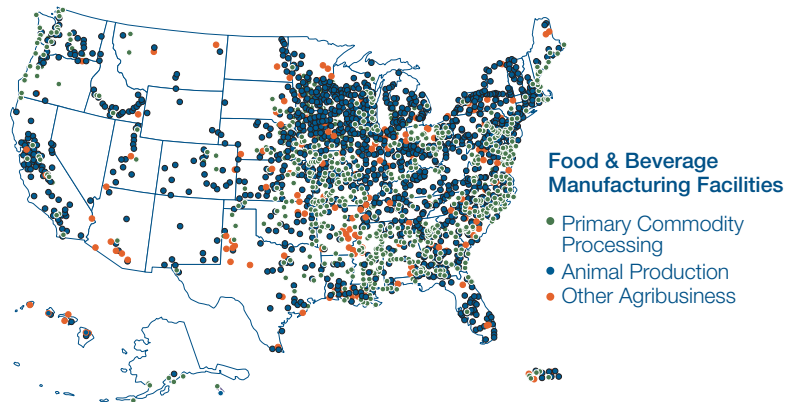 Food & Beverage
Manufacturing Facilities
Primary Commodity
Processing
Animal Production
Other Agribusiness